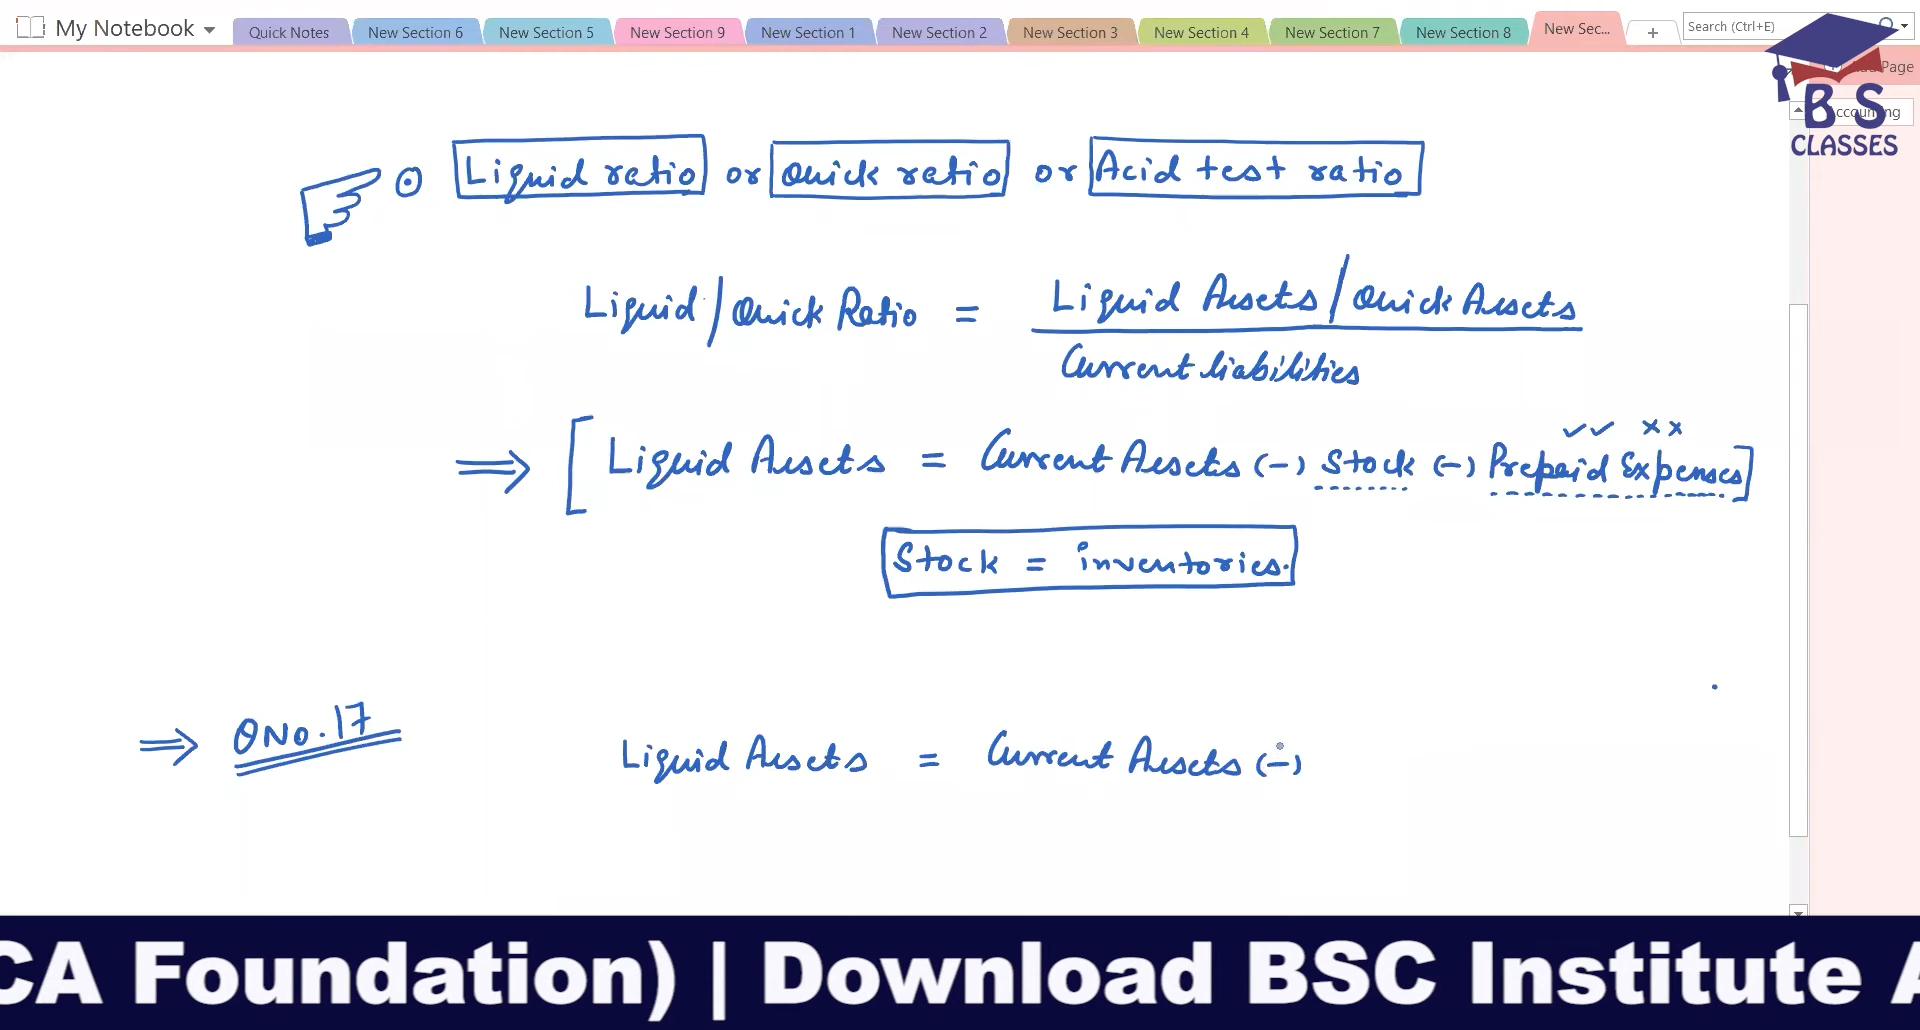 My Notebook
Quick Notes New Section 6 New Section 5 New Section 9 New Section 1 New Section 2 New Section 3 New Section 4 New Section 7 New Section 8 New Sec... + Search (Ctrl+E)
Page
BS
CLASSES
Liquid ratio or Quick ratio or Acid test ratio
Liquid/Quick Ratio = Liquid Assets/Quick Assets
Current liabilities
⇒ [Liquid Assets = Current Assets (-) Stock (-) Prepaid Expenses]
✓✓ ××
Stock = inventories.
⇒ QNo.17
Liquid Assets = Current Assets (-)
CA Foundation) | Download BSC Institute A